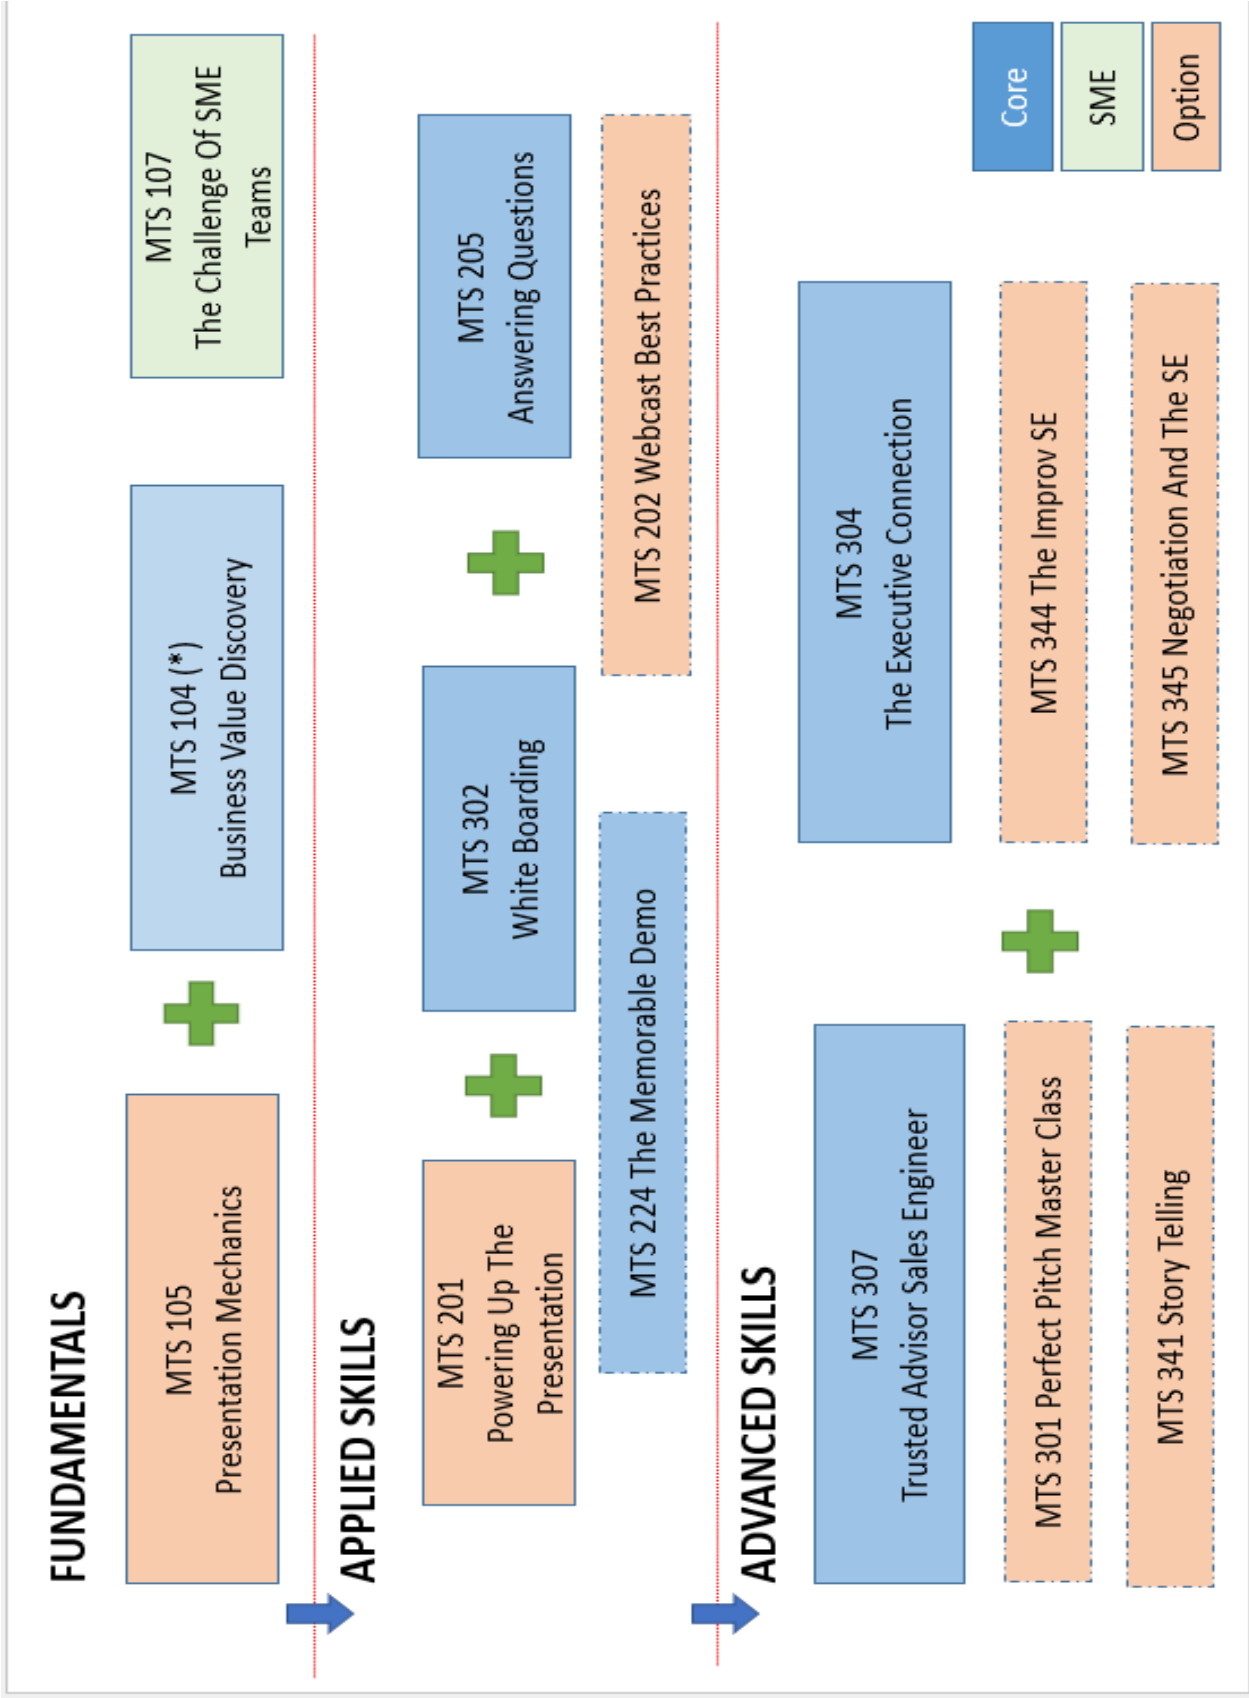 FUNDAMENTALS
MTS 105
Presentation Mechanics
MTS 104 (*)
Business Value Discovery
MTS 107
The Challenge Of SME
Teams
APPLIED SKILLS
MTS 201
Powering Up The
Presentation
MTS 302
White Boarding
MTS 205
Answering Questions
MTS 224 The Memorable Demo
MTS 202 Webcast Best Practices
ADVANCED SKILLS
MTS 307
Trusted Advisor Sales Engineer
MTS 304
The Executive Connection
MTS 301 Perfect Pitch Master Class
MTS 344 The Improv SE
MTS 341 Story Telling
MTS 345 Negotiation And The SE
Core
SME
Option